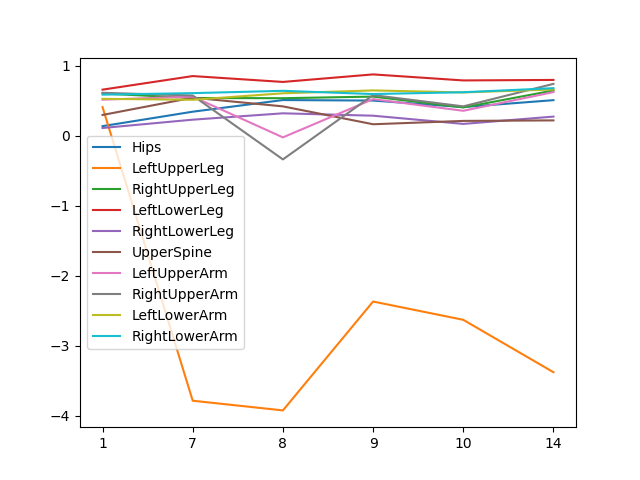 1
0
−1
−2
−3
−4
Hips
LeftUpperLeg
RightUpperLeg
LeftLowerLeg
RightLowerLeg
UpperSpine
LeftUpperArm
RightUpperArm
LeftLowerArm
RightLowerArm
1 7 8 9 10 14